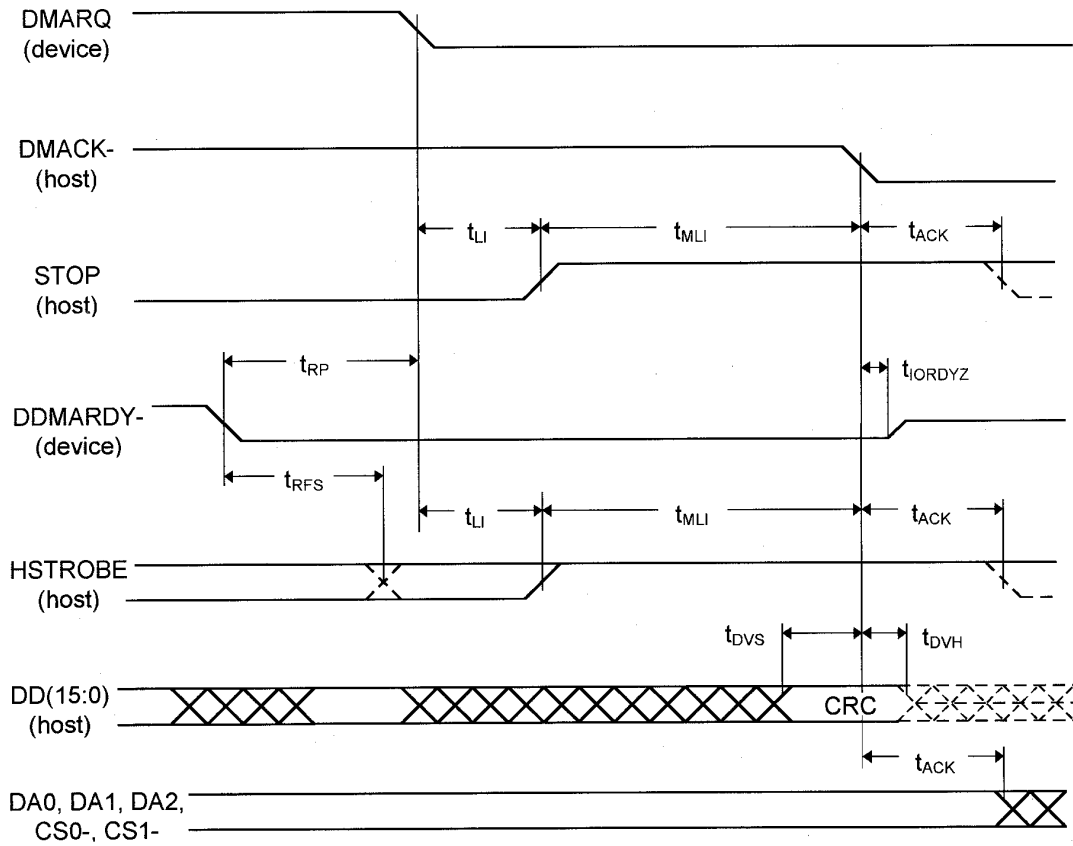 DMARQ
(device)
DMACK-
(host)
tLI
tMLI
tACK
STOP
(host)
tRP
tIORDYZ
DDMARDY-
(device)
tRFS
tLI
tMLI
tACK
HSTROBE
(host)
tDVS
tDVH
DD(15:0)
(host)
CRC
tACK
DA0, DA1, DA2,
CS0-, CS1-